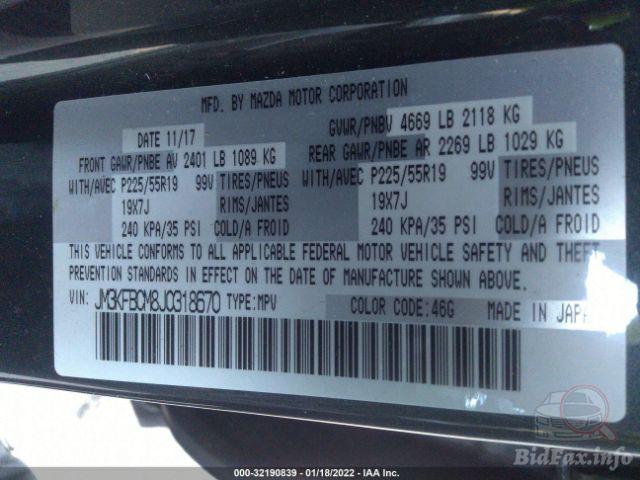 MFD. BY MAZDA MOTOR CORPORATION
DATE 11/17 GVWR/PNBV 4669 LB 2118 KG
FRONT GAWR/PNBE AV 2401 LB 1089 KG REAR GAWR/PNBE AR 2269 LB 1029 KG
WITH/AVEC P225/55R19 99V TIRES/PNEUS WITH/AVEC P225/55R19 99V TIRES/PNEUS
19X7J RIMS/JANTES 19X7J RIMS/JANTES
240 KPA/35 PSI COLD/A FROID 240 KPA/35 PSI COLD/A FROID
THIS VEHICLE CONFORMS TO ALL APPLICABLE FEDERAL MOTOR VEHICLE SAFETY AND THEFT
PREVENTION STANDARDS IN EFFECT ON THE DATE OF MANUFACTURE SHOWN ABOVE.
VIN: JM3KFBCM8J0318670 TYPE: MPV COLOR CODE: 46G MADE IN JAPAN
BidFax.info
000-32190839 - 01/18/2022 - IAA Inc.